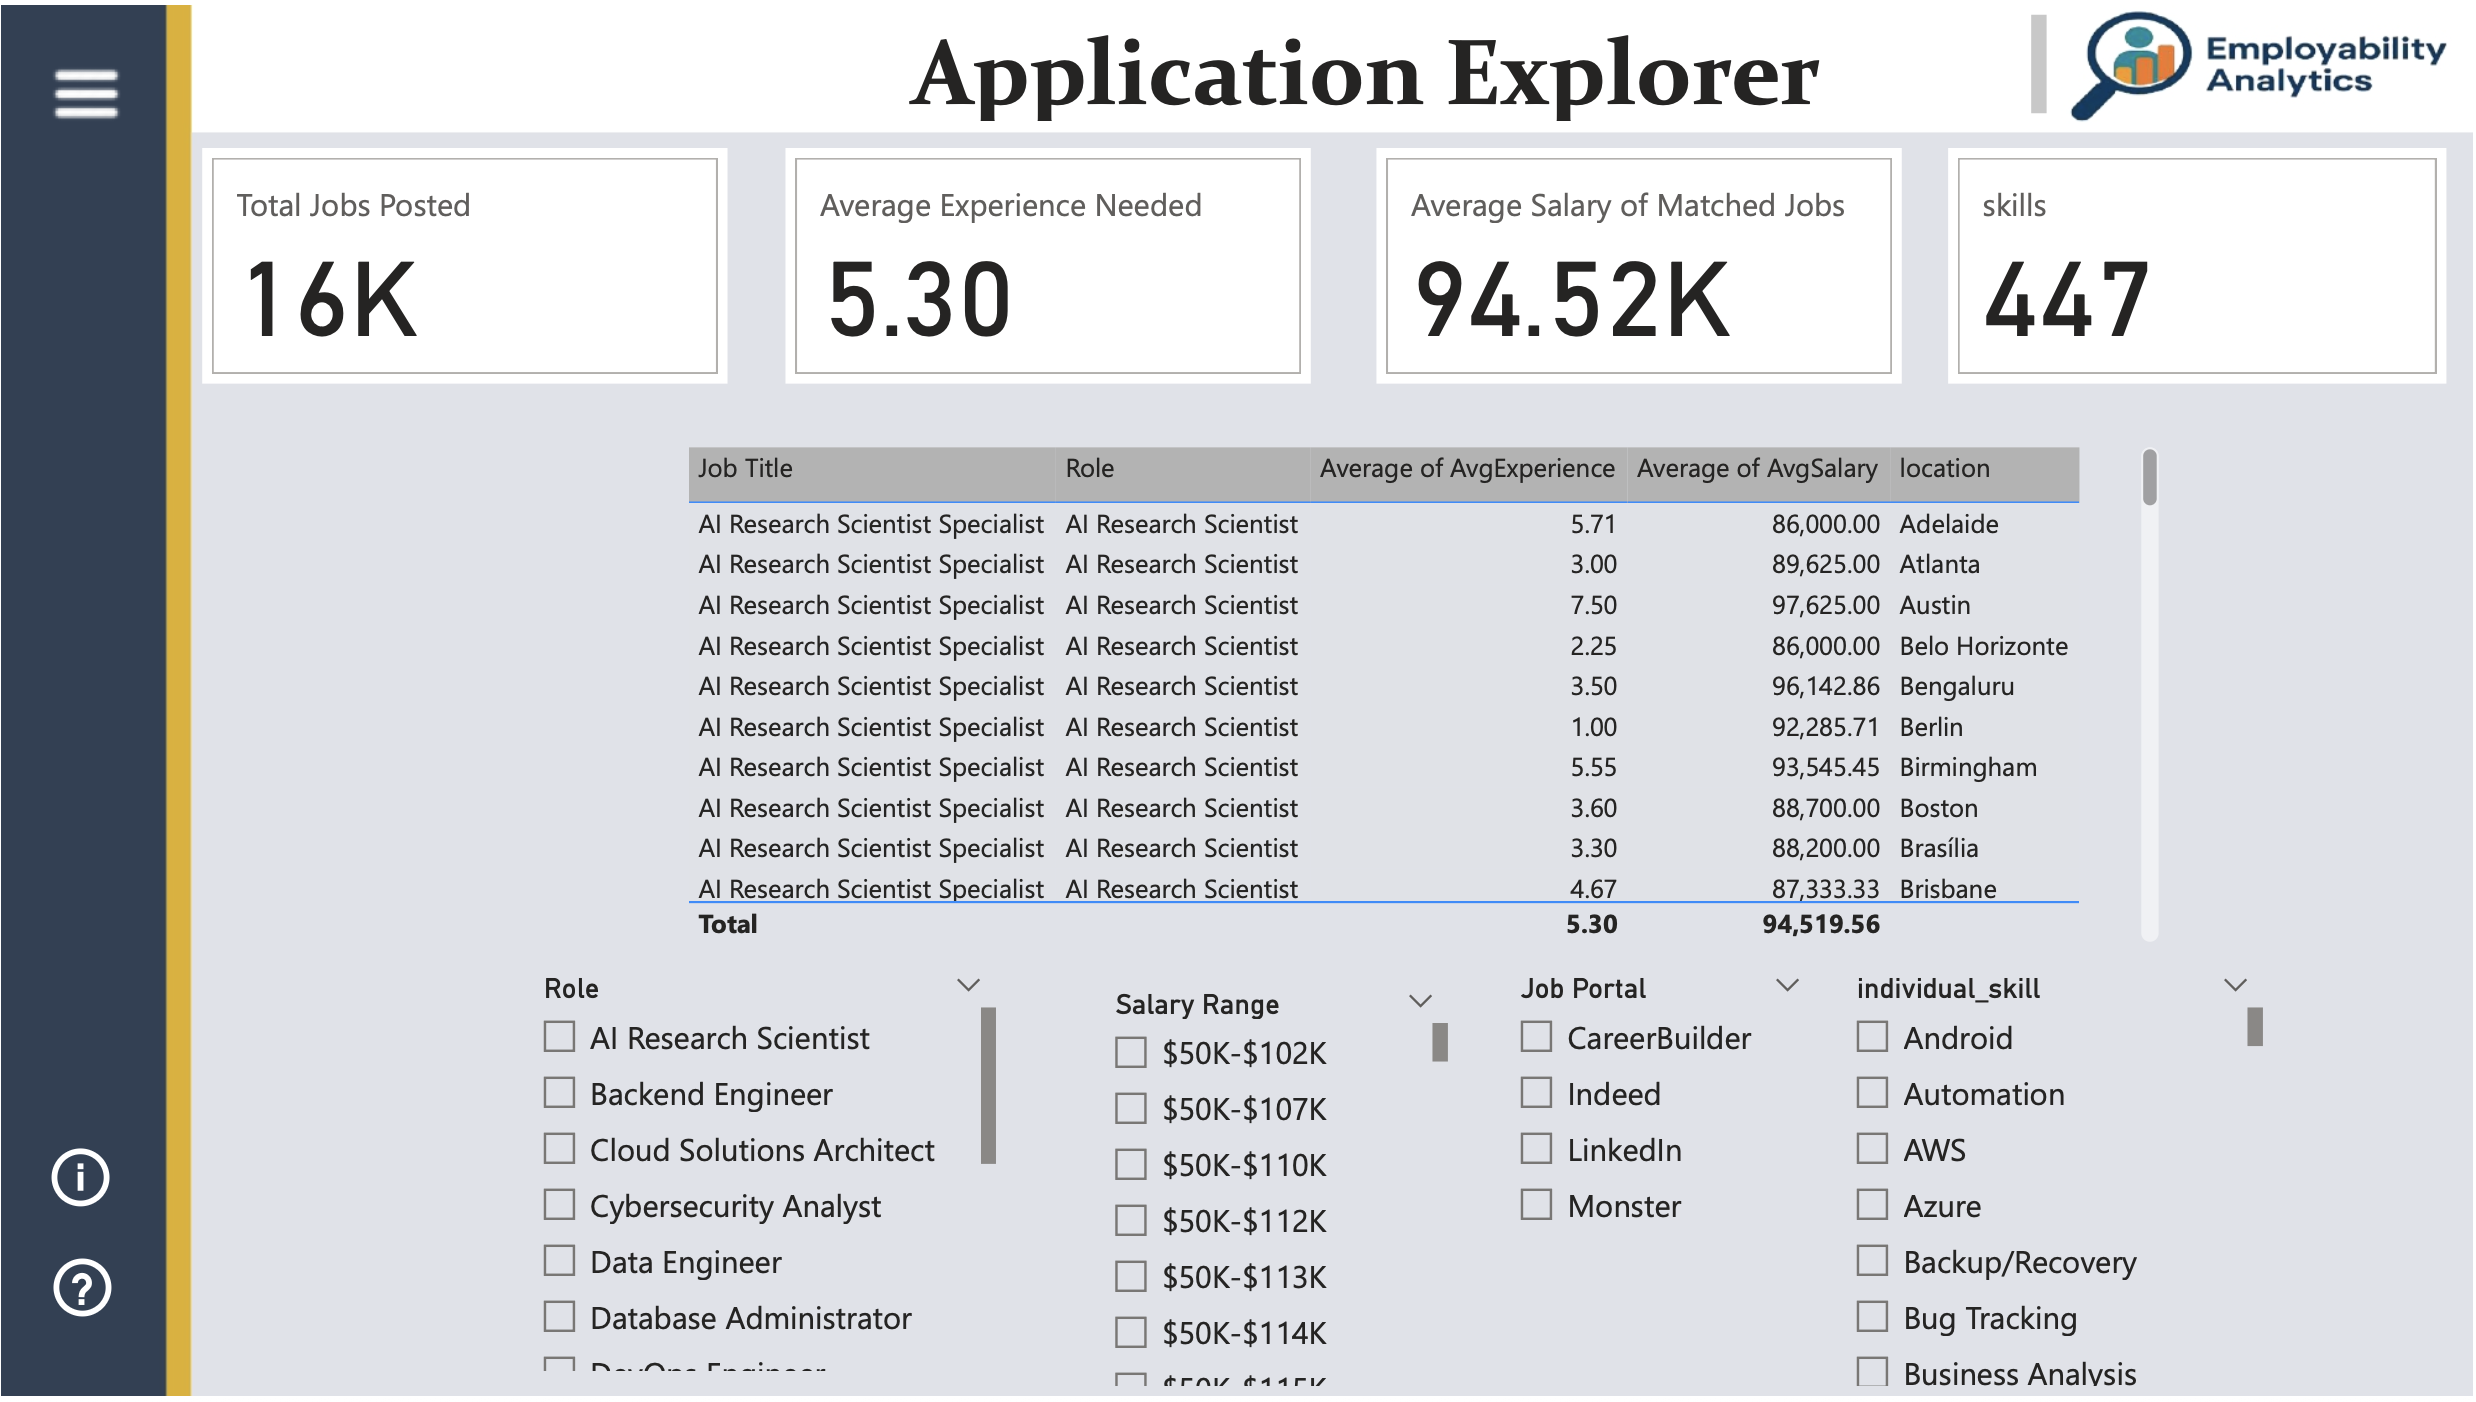 Application Explorer
Employability
Analytics
Total Jobs Posted
16K
Average Experience Needed
5.30
Average Salary of Matched Jobs
94.52K
skills
447
Job Title Role Average of AvgExperience Average of AvgSalary location
AI Research Scientist Specialist AI Research Scientist 5.71 86,000.00 Adelaide
AI Research Scientist Specialist AI Research Scientist 3.00 89,625.00 Atlanta
AI Research Scientist Specialist AI Research Scientist 7.50 97,625.00 Austin
AI Research Scientist Specialist AI Research Scientist 2.25 86,000.00 Belo Horizonte
AI Research Scientist Specialist AI Research Scientist 3.50 96,142.86 Bengaluru
AI Research Scientist Specialist AI Research Scientist 1.00 92,285.71 Berlin
AI Research Scientist Specialist AI Research Scientist 5.55 93,545.45 Birmingham
AI Research Scientist Specialist AI Research Scientist 3.60 88,700.00 Boston
AI Research Scientist Specialist AI Research Scientist 3.30 88,200.00 Brasília
AI Research Scientist Specialist AI Research Scientist 4.67 87,333.33 Brisbane
Total 5.30 94,519.56
Role
AI Research Scientist
Backend Engineer
Cloud Solutions Architect
Cybersecurity Analyst
Data Engineer
Database Administrator
DevOps Engineer
Salary Range
$50K-$102K
$50K-$107K
$50K-$110K
$50K-$112K
$50K-$113K
$50K-$114K
$50K-$115K
Job Portal
CareerBuilder
Indeed
LinkedIn
Monster
individual_skill
Android
Automation
AWS
Azure
Backup/Recovery
Bug Tracking
Business Analysis